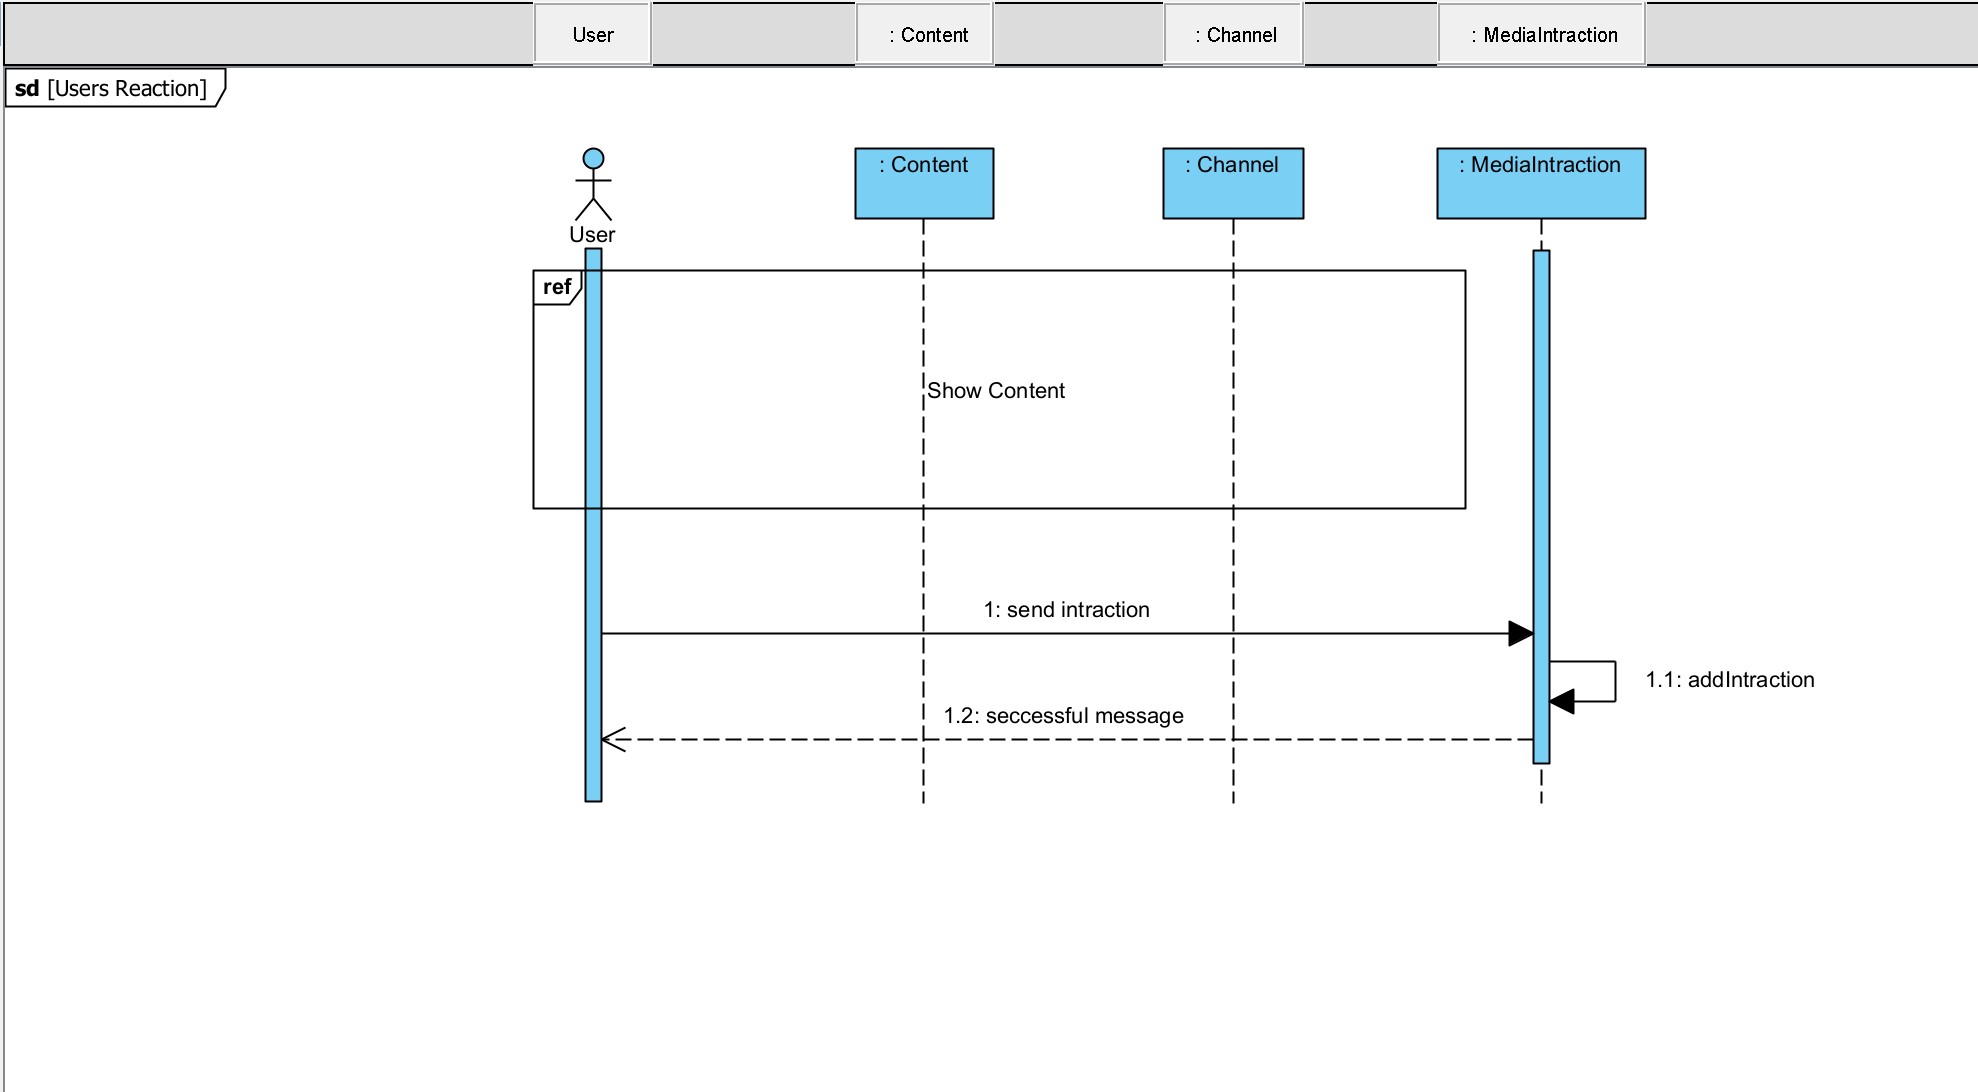 User
: Content
: Channel
: MediaIntraction
sd [Users Reaction]
: Content
: Channel
: MediaIntraction
User
ref
Show Content
1: send intraction
1.1: addIntraction
1.2: seccessful message